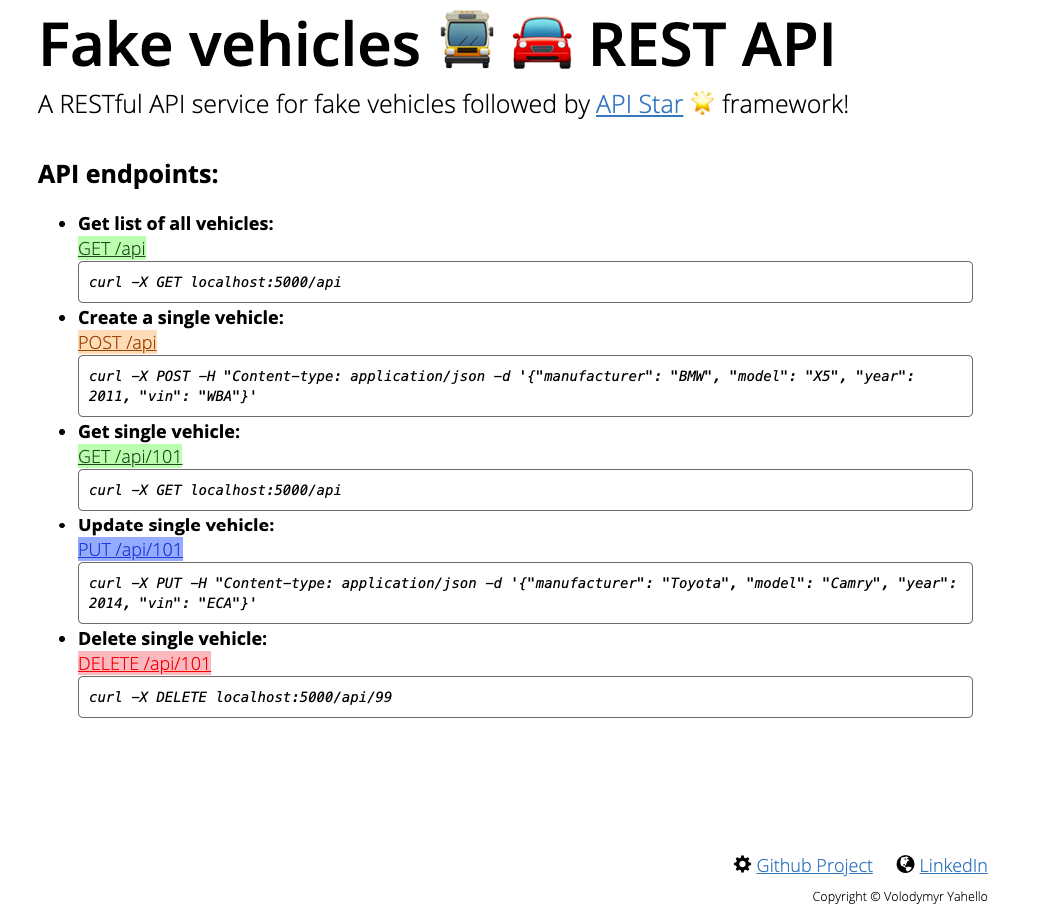 Fake vehicles 🚎 🚘 REST API
A RESTful API service for fake vehicles followed by API Star 🌟 framework!
API endpoints:
• Get list of all vehicles:
GET /api
curl -X GET localhost:5000/api
• Create a single vehicle:
POST /api
curl -X POST -H "Content-type: application/json -d '{"manufacturer": "BMW", "model": "X5", "year":
2011, "vin": "WBA"}'
• Get single vehicle:
GET /api/101
curl -X GET localhost:5000/api
• Update single vehicle:
PUT /api/101
curl -X PUT -H "Content-type: application/json -d '{"manufacturer": "Toyota", "model": "Camry", "year":
2014, "vin": "ECA"}'
• Delete single vehicle:
DELETE /api/101
curl -X DELETE localhost:5000/api/99
Github Project LinkedIn
Copyright © Volodymyr Yahello